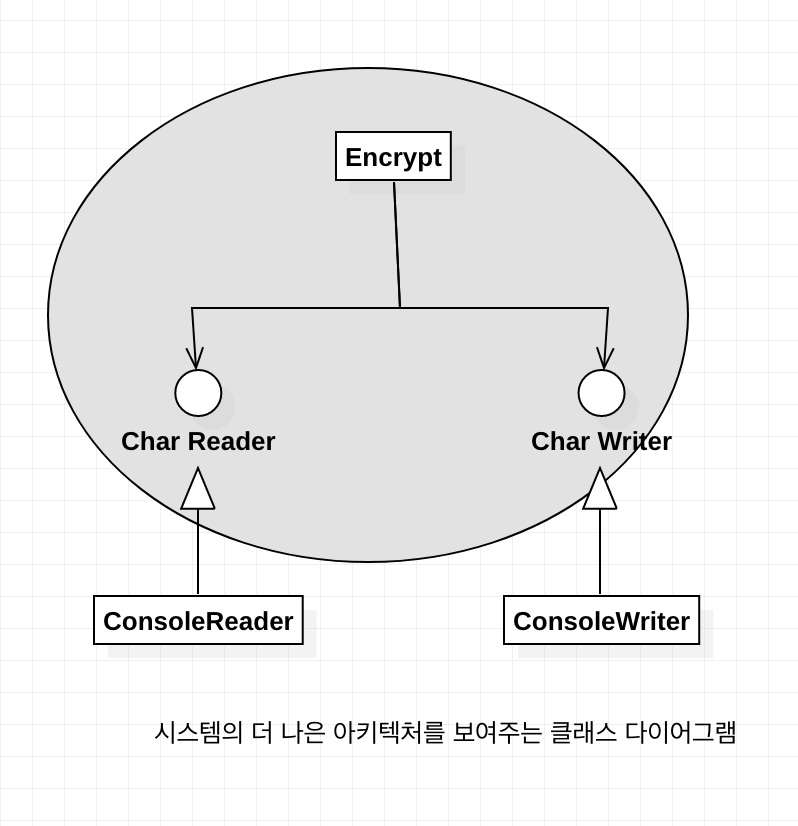 Encrypt
Char Reader
Char Writer
ConsoleReader
ConsoleWriter
시스템의 더 나은 아키텍처를 보여주는 클래스 다이어그램